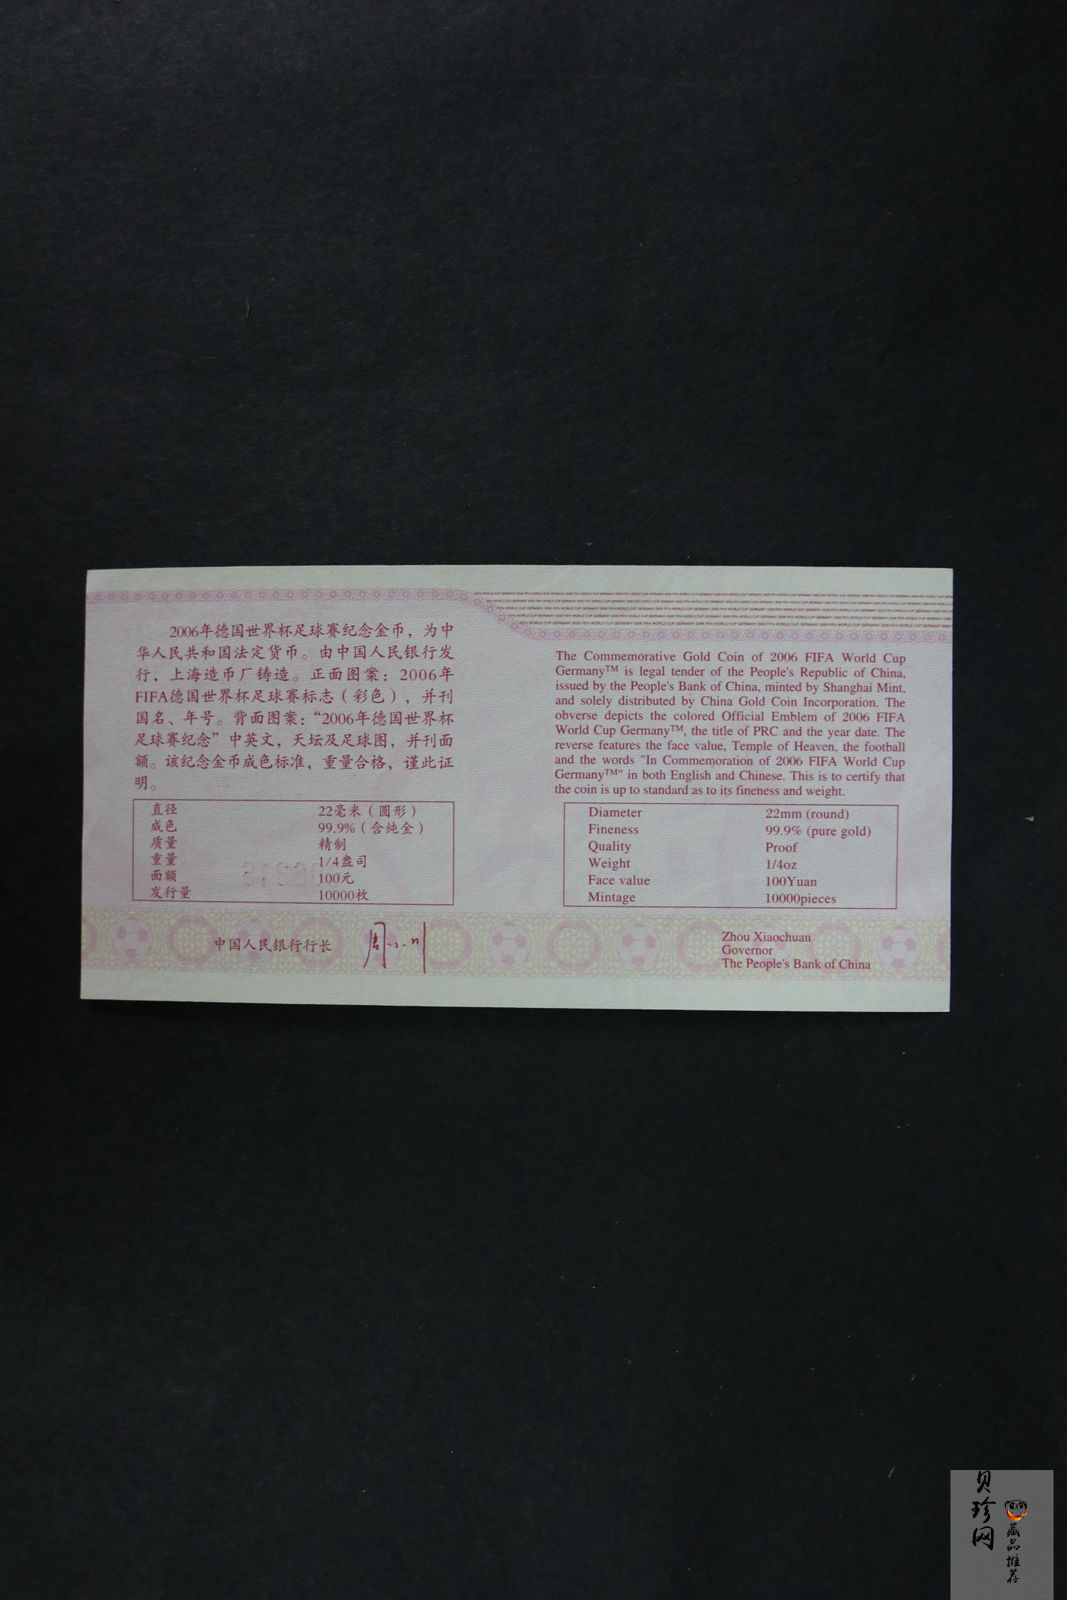 2006年德国世界杯足球赛纪念金币，为中
华人民共和国法定货币。由中国人民银行发
行，上海造币厂铸造。正面图案：2006年
FIFA德国世界杯足球赛标志（彩色），并刊
国名、年号。背面图案：“2006年德国世界杯
足球赛纪念”中英文，天坛及足球图，并刊面
额。该纪念金币成色标准，重量合格，谨此证
明。
直径 22毫米（圆形）
成色 99.9%（含纯金）
质量 精制
重量 1/4盎司
面额 100元
发行量 10000枚
中国人民银行行长 周小川
The Commemorative Gold Coin of 2006 FIFA World Cup
Germany™ is legal tender of the People's Republic of China,
issued by the People's Bank of China, minted by Shanghai Mint,
and solely distributed by China Gold Coin Incorporation. The
obverse depicts the colored Official Emblem of 2006 FIFA
World Cup Germany™, the title of PRC and the year date. The
reverse features the face value, Temple of Heaven, the football
and the words "In Commemoration of 2006 FIFA World Cup
Germany™" in both English and Chinese. This is to certify that
the coin is up to standard as to its fineness and weight.
Diameter 22mm (round)
Fineness 99.9% (pure gold)
Quality Proof
Weight 1/4oz
Face value 100Yuan
Mintage 10000pieces
Zhou Xiaochuan
Governor
The People's Bank of China
贝珍网
藏品推荐